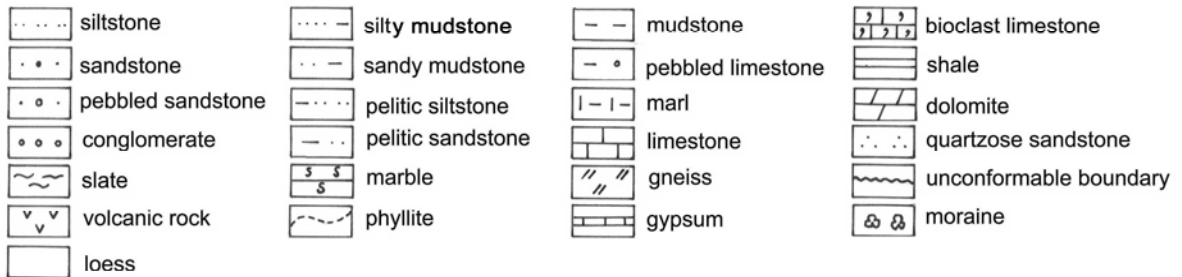 siltstone silty mudstone mudstone bioclast limestone
sandstone sandy mudstone pebbled limestone shale
pebbled sandstone pelitic siltstone marl dolomite
conglomerate pelitic sandstone limestone quartzose sandstone
slate marble gneiss unconformable boundary
volcanic rock phyllite gypsum moraine
loess